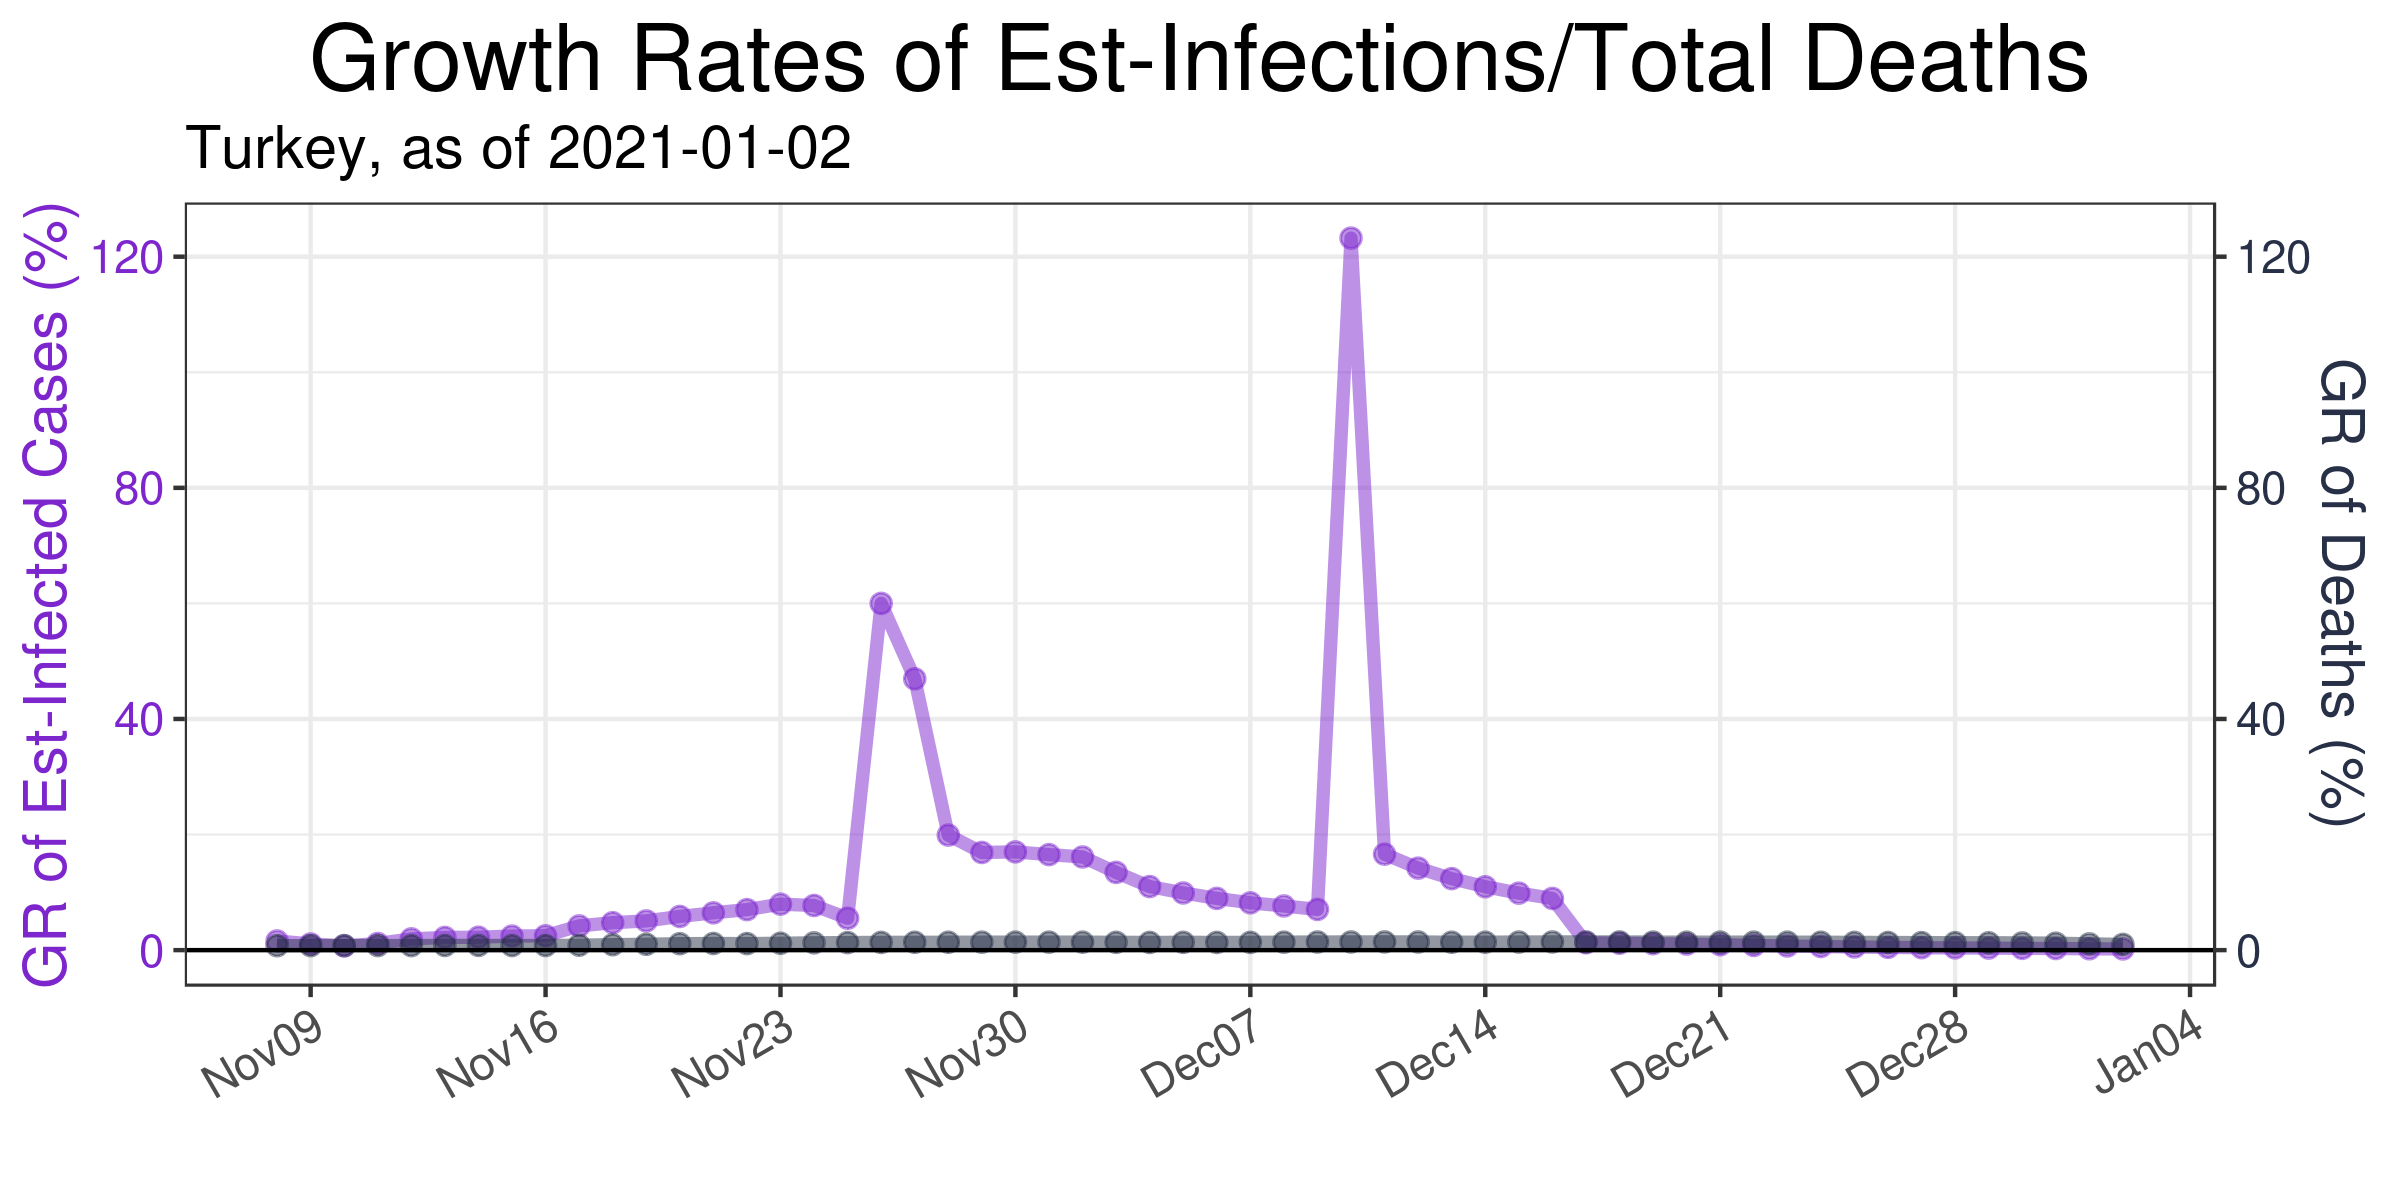 Growth Rates of Est-Infections/Total Deaths
Turkey, as of 2021-01-02
GR of Est-Infected Cases (%)
120
80
40
0
120
80
40
0
GR of Deaths (%)
Nov09
Nov16
Nov23
Nov30
Dec07
Dec14
Dec21
Dec28
Jan04